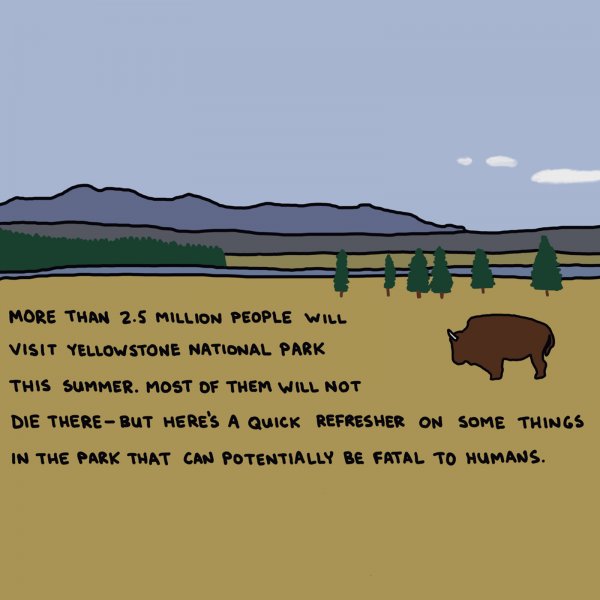 MORE THAN 2.5 MILLION PEOPLE WILL
VISIT YELLOWSTONE NATIONAL PARK
THIS SUMMER. MOST OF THEM WILL NOT
DIE THERE – BUT HERE'S A QUICK REFRESHER ON SOME THINGS
IN THE PARK THAT CAN POTENTIALLY BE FATAL TO HUMANS.